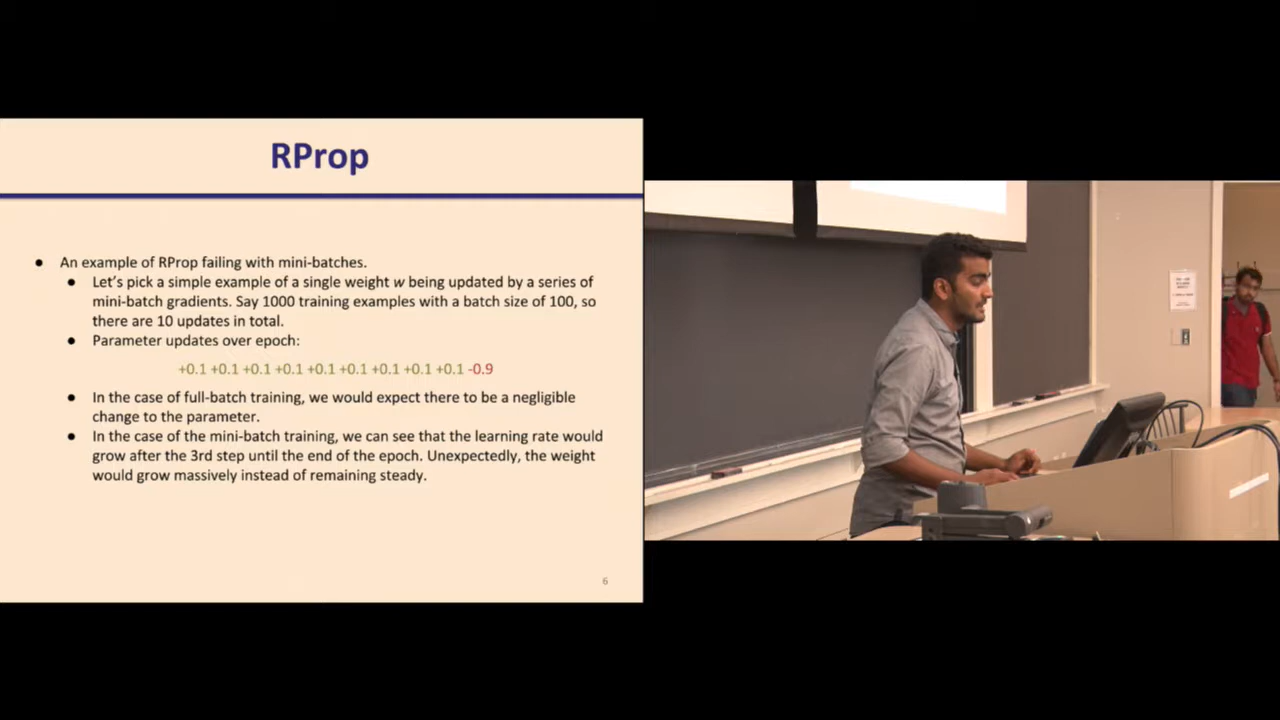 RProp
● An example of RProp failing with mini-batches.
● Let's pick a simple example of a single weight w being updated by a series of
mini-batch gradients. Say 1000 training examples with a batch size of 100, so
there are 10 updates in total.
● Parameter updates over epoch:
+0.1 +0.1 +0.1 +0.1 +0.1 +0.1 +0.1 +0.1 +0.1 -0.9
● In the case of full-batch training, we would expect there to be a negligible
change to the parameter.
● In the case of the mini-batch training, we can see that the learning rate would
grow after the 3rd step until the end of the epoch. Unexpectedly, the weight
would grow massively instead of remaining steady.
6